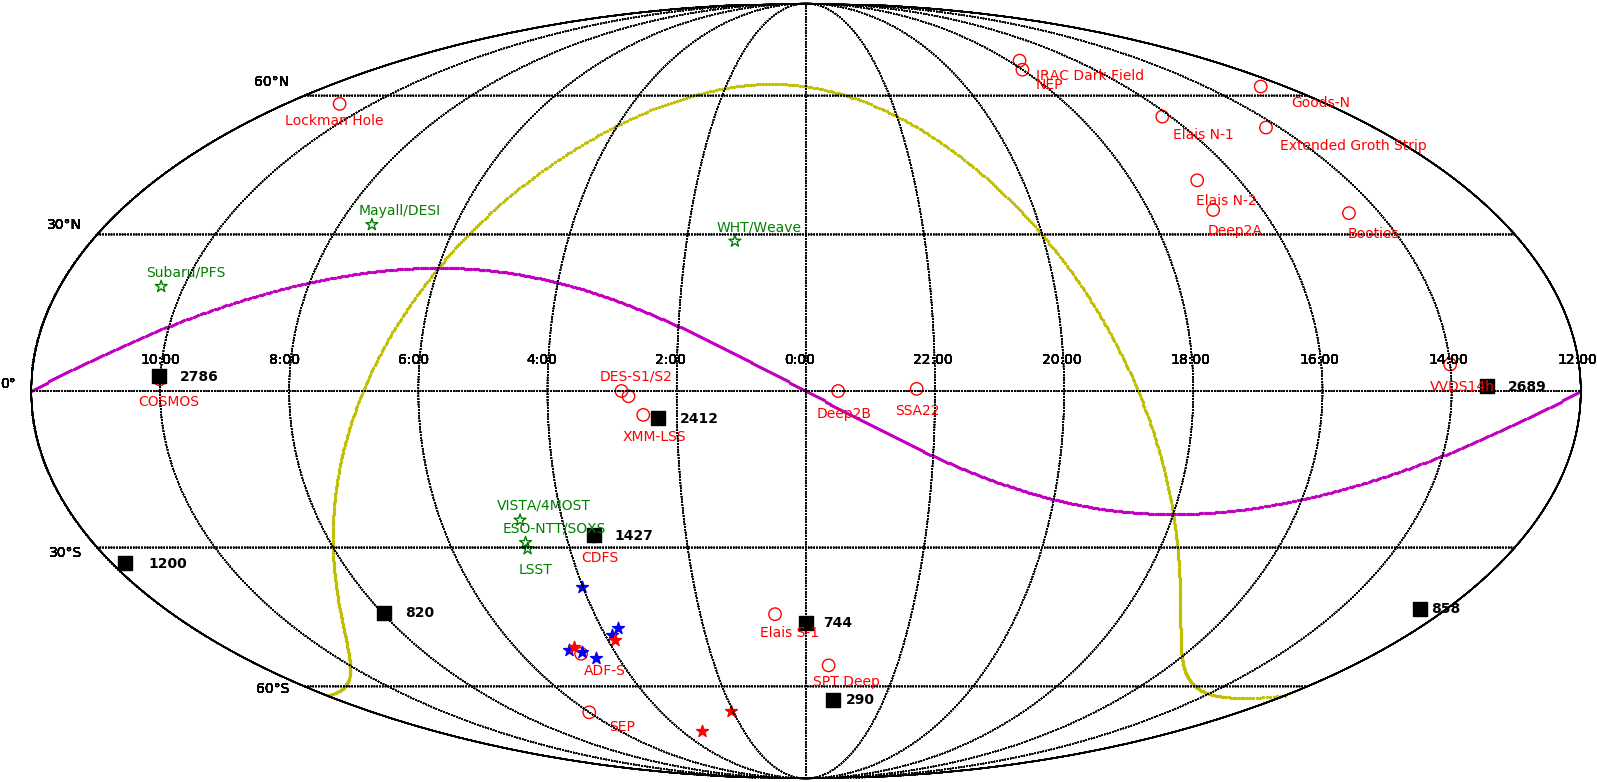 60°N
IRAC Dark Field
NEP
Goods-N
Lockman Hole
Elais N-1
Extended Groth Strip
Elais N-2
Mayall/DESI
30°N
WHT/Weave
Deep2A
Booties
Subaru/PFS
10:00 8:00 6:00 4:00 2:00 0:00 22:00 20:00 18:00 16:00 14:00 12:00
0°
2786
DES-S1/S2
VVDS14h
2689
COSMOS
2412
Deep2B
SSA22
XMM-LSS
VISTA/4MOST
ESO-NTT/SOXS
1427
30°S
CDFS
1200
LSST
820
858
744
Elais S-1
ADF-S
SPT Deep
60°S
290
SEP